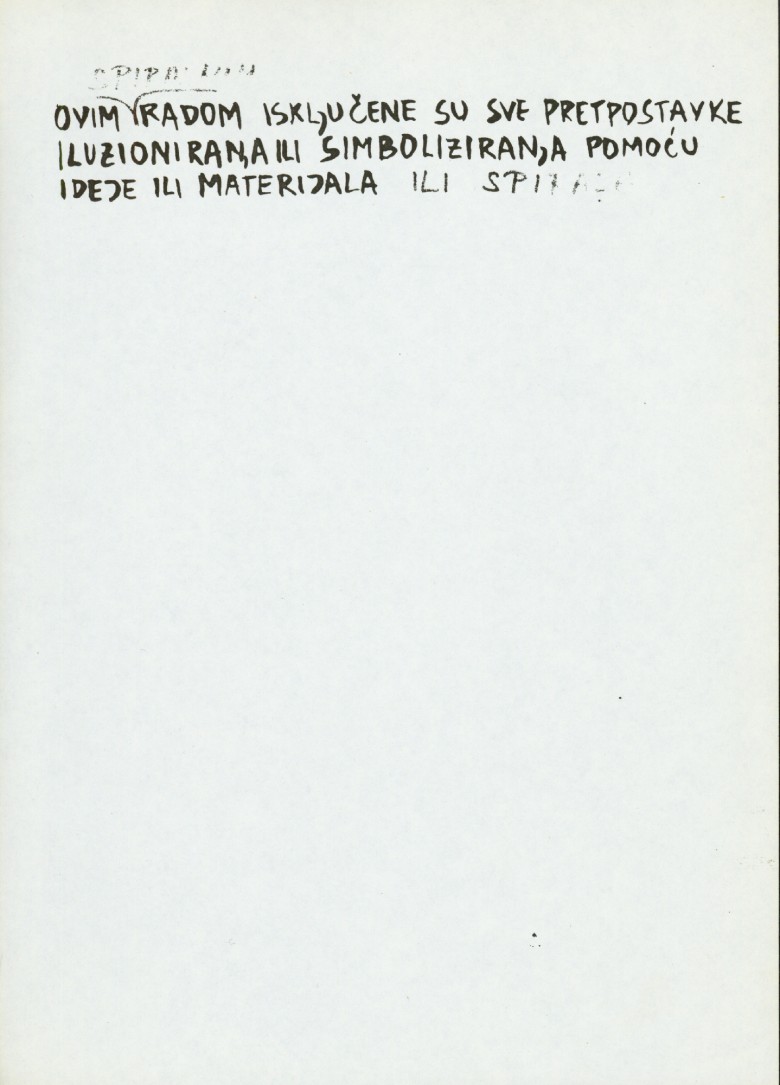 OVIM RADOM ISKLJUČENE SU SVE PRETPOSTAVKE
ILUZIONIRANJA ILI SIMBOLIZIRANJA POMOĆU
IDEJE ILI MATERIJALA ILI